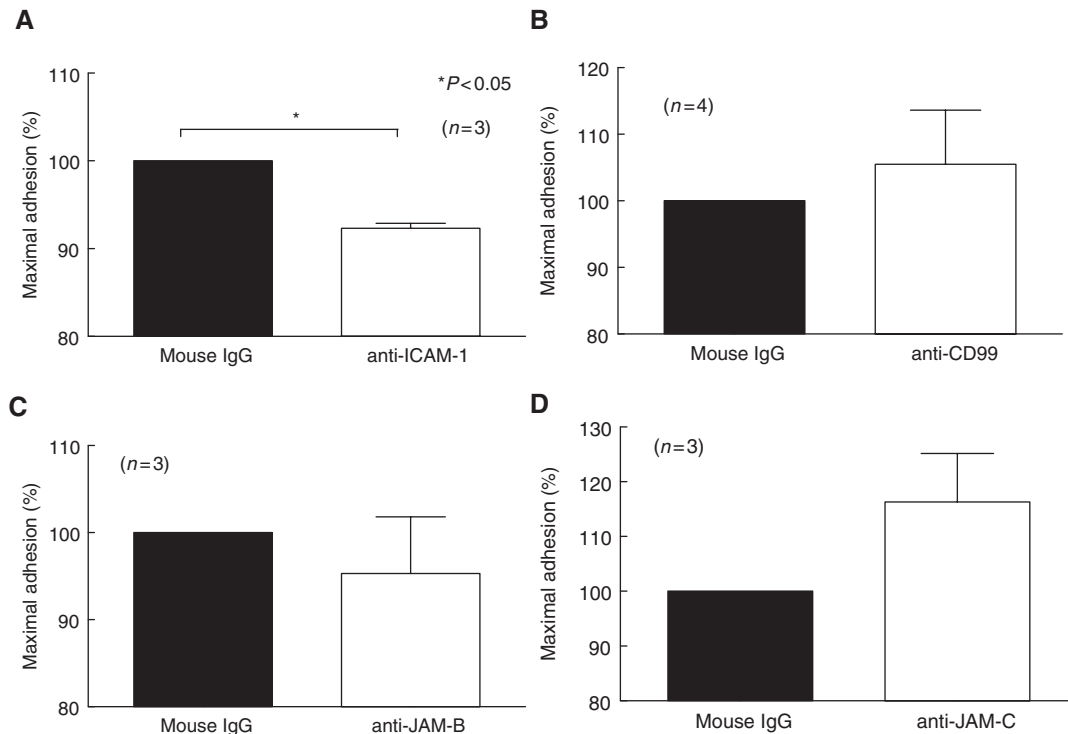 A
Maximal adhesion (%)
110
100
90
80
*
*P<0.05
(n=3)
Mouse IgG
anti-ICAM-1
B
Maximal adhesion (%)
120
110
100
90
80
(n=4)
Mouse IgG
anti-CD99
C
Maximal adhesion (%)
110
100
90
80
(n=3)
Mouse IgG
anti-JAM-B
D
Maximal adhesion (%)
130
120
110
100
90
80
(n=3)
Mouse IgG
anti-JAM-C